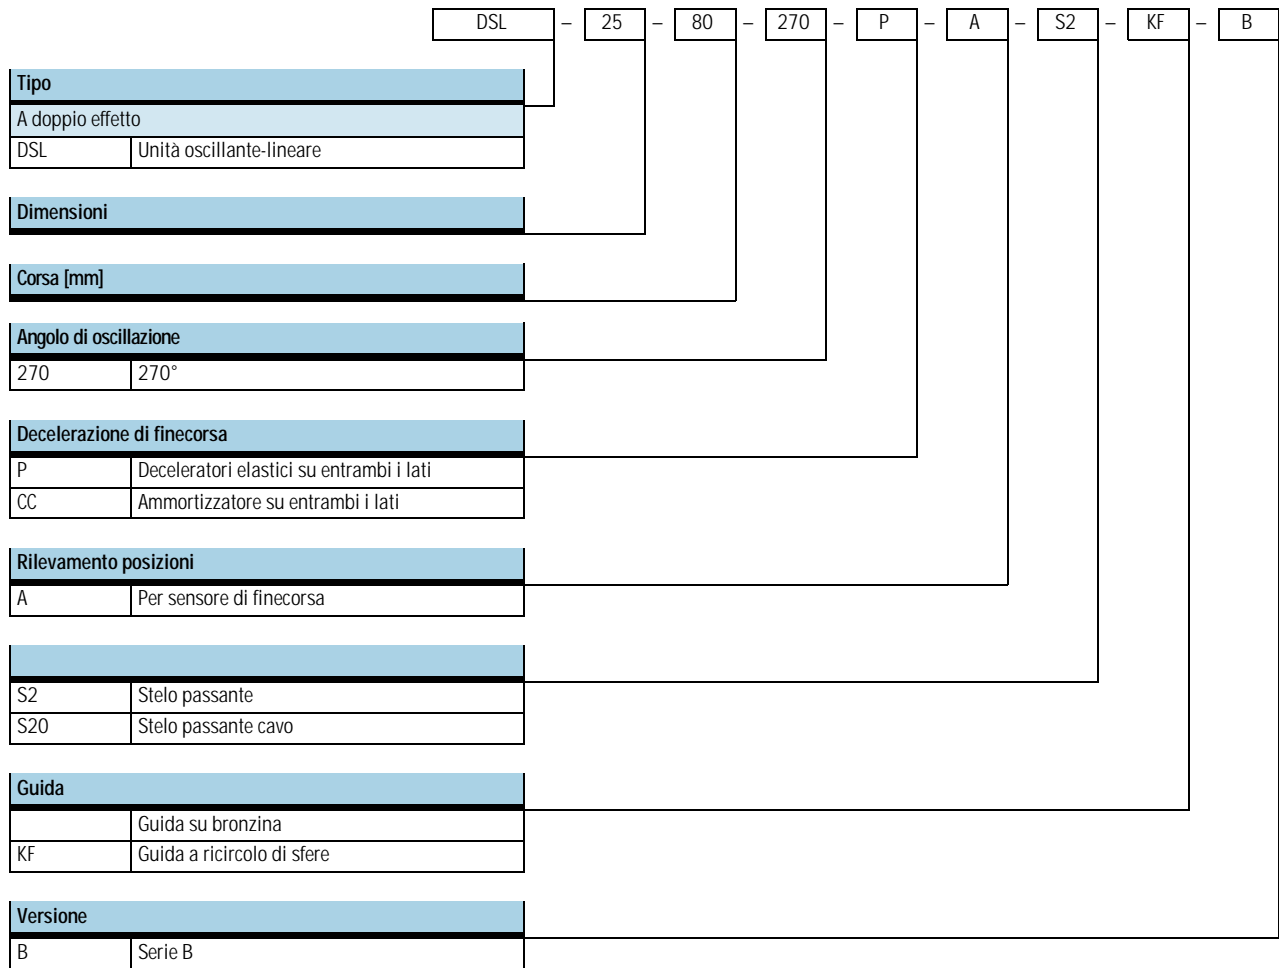 DSL – 25 – 80 – 270 – P – A – S2 – KF – B
Tipo
A doppio effetto
DSL Unità oscillante-lineare
Dimensioni
Corsa [mm]
Angolo di oscillazione
270 270°
Decelerazione di finecorsa
P Deceleratori elastici su entrambi i lati
CC Ammortizzatore su entrambi i lati
Rilevamento posizioni
A Per sensore di finecorsa
S2 Stelo passante
S20 Stelo passante cavo
Guida
Guida su bronzina
KF Guida a ricircolo di sfere
Versione
B Serie B